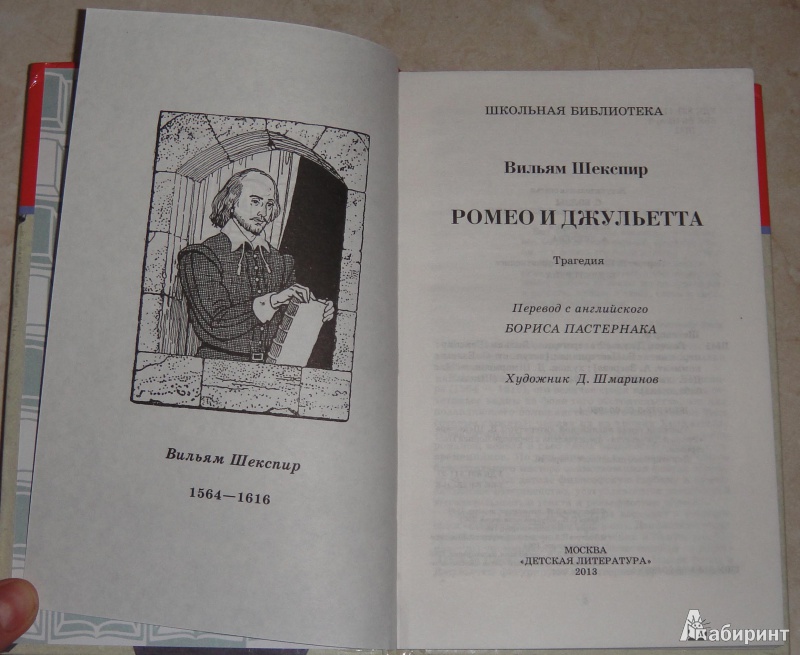 Вильям Шекспир
1564—1616
ШКОЛЬНАЯ БИБЛИОТЕКА
Вильям Шекспир
РОМЕО И ДЖУЛЬЕТТА
Трагедия
Перевод с английского
БОРИСА ПАСТЕРНАКА
Художник Д. Шмаринов
МОСКВА
«ДЕТСКАЯ ЛИТЕРАТУРА»
2013
Лабиринт